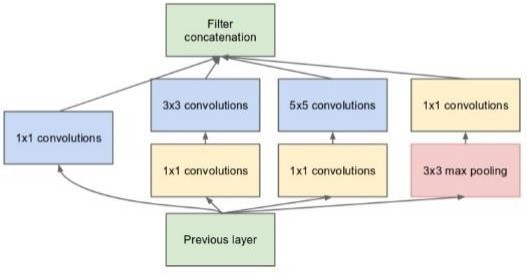 Filter
concatenation
3x3 convolutions
5x5 convolutions
1x1 convolutions
1x1 convolutions
1x1 convolutions
1x1 convolutions
3x3 max pooling
Previous layer